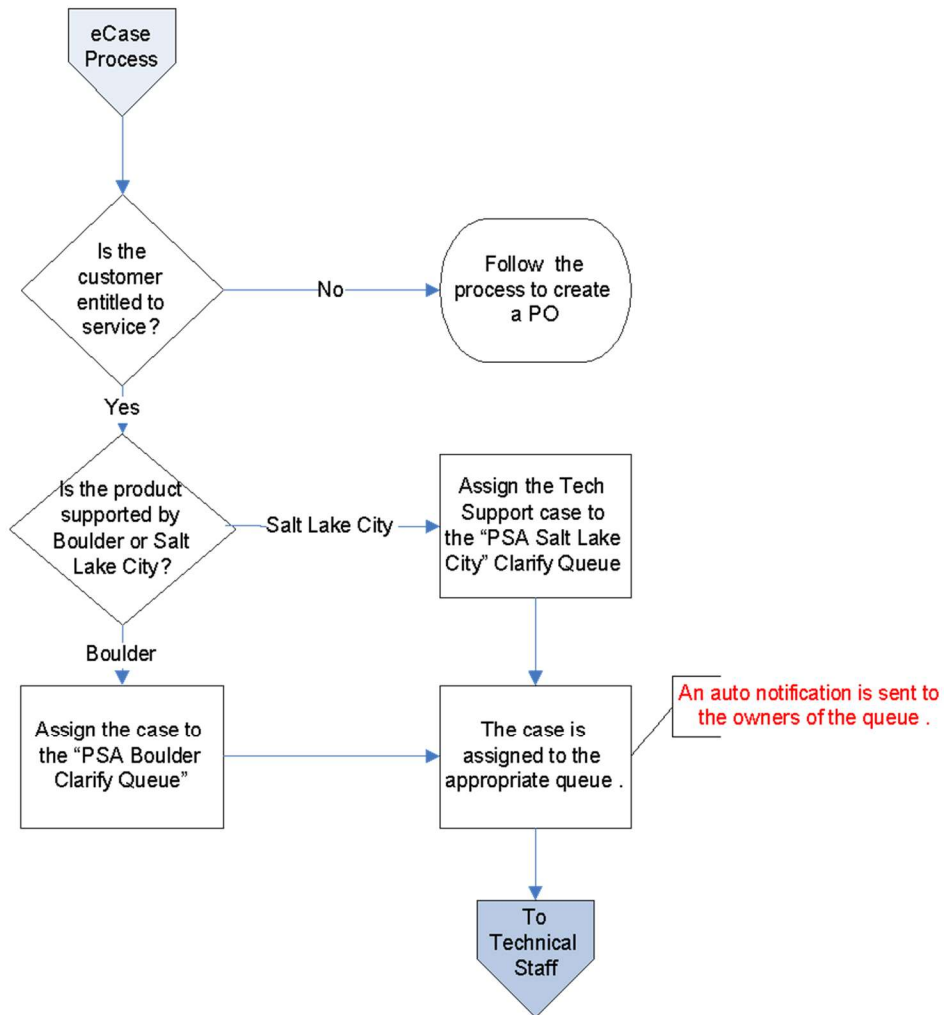 eCase
Process
Is the
customer
entitled to
service?
No
Follow the
process to create
a PO
Yes
Is the product
supported by
Boulder or Salt
Lake City?
Salt Lake City
Assign the Tech
Support case to
the “PSA Salt Lake
City” Clarify Queue
Boulder
Assign the case to
the “PSA Boulder
Clarify Queue”
The case is
assigned to the
appropriate queue .
An auto notification is sent to
the owners of the queue .
To
Technical
Staff